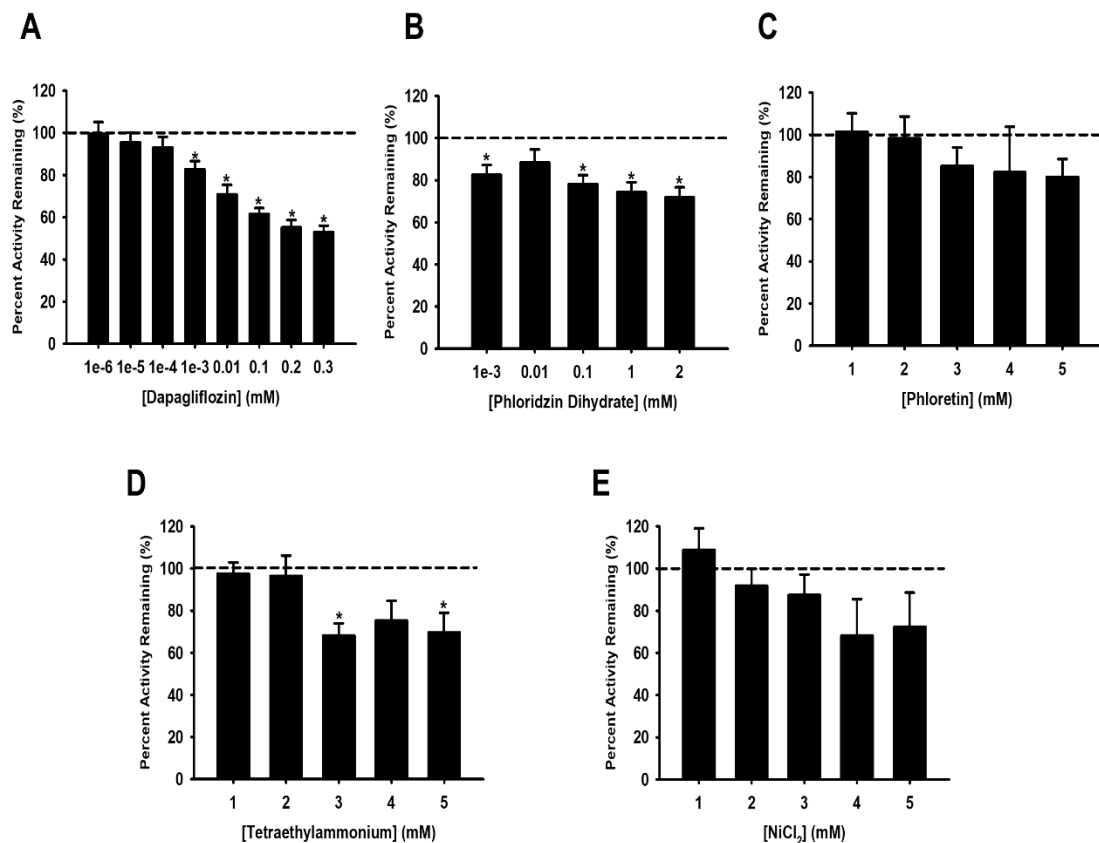 A
Percent Activity Remaining (%)
120
100
80
60
40
20
0
*
*
*
*
*
1e-6 1e-5 1e-4 1e-3 0.01 0.1 0.2 0.3
[Dapagliflozin] (mM)
B
Percent Activity Remaining (%)
120
100
80
60
40
20
0
*
*
*
*
1e-3 0.01 0.1 1 2
[Phloridzin Dihydrate] (mM)
C
Percent Activity Remaining (%)
120
100
80
60
40
20
0
1 2 3 4 5
[Phloretin] (mM)
D
Percent Activity Remaining (%)
120
100
80
60
40
20
0
*
*
1 2 3 4 5
[Tetraethylammonium] (mM)
E
Percent Activity Remaining (%)
120
100
80
60
40
20
0
1 2 3 4 5
[NiCl₂] (mM)